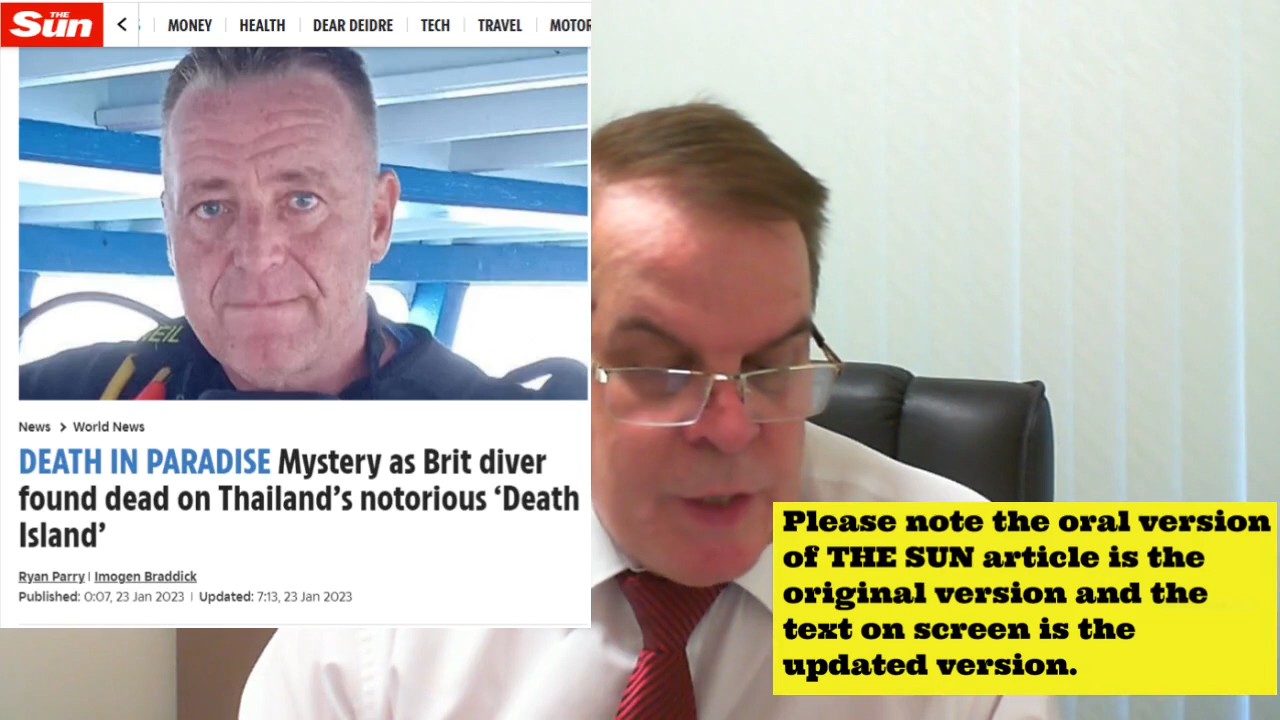 THE Sun
< MONEY HEALTH DEAR DEIDRE TECH TRAVEL MOTOR
EIL
News > World News
DEATH IN PARADISE Mystery as Brit diver
found dead on Thailand's notorious 'Death
Island'
Ryan Parry | Imogen Braddick
Published: 0:07, 23 Jan 2023 | Updated: 7:13, 23 Jan 2023
Please note the oral version
of THE SUN article is the
original version and the
text on screen is the
updated version.